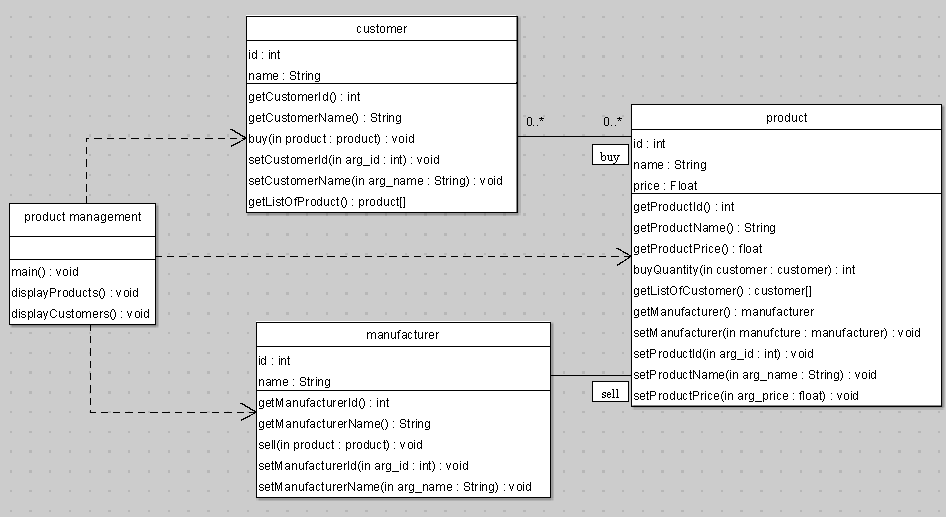 customer
id : int
name : String
getCustomerId() : int
getCustomerName() : String
buy(in product : product) : void
setCustomerId(in arg_id : int) : void
setCustomerName(in arg_name : String) : void
getListOfProduct() : product[]
0..*
0..*
buy
product
id : int
name : String
price : Float
getProductId() : int
getProductName() : String
getProductPrice() : float
buyQuantity(in customer : customer) : int
getListOfCustomer() : customer[]
getManufacturer() : manufacturer
setManufacturer(in manufcture : manufacturer) : void
setProductId(in arg_id : int) : void
setProductName(in arg_name : String) : void
setProductPrice(in arg_price : float) : void
product management
main() : void
displayProducts() : void
displayCustomers() : void
manufacturer
id : int
name : String
getManufacturerId() : int
getManufacturerName() : String
sell(in product : product) : void
setManufacturerId(in arg_id : int) : void
setManufacturerName(in arg_name : String) : void
sell